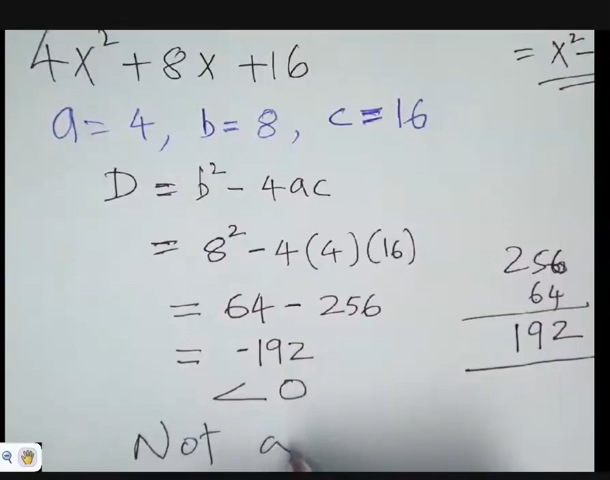 4x² + 8x + 16
= x² -
a = 4, b = 8, c = 16
D = b² - 4ac
= 8² - 4(4)(16)
= 64 - 256
= -192
< 0
256
64
192
Not a